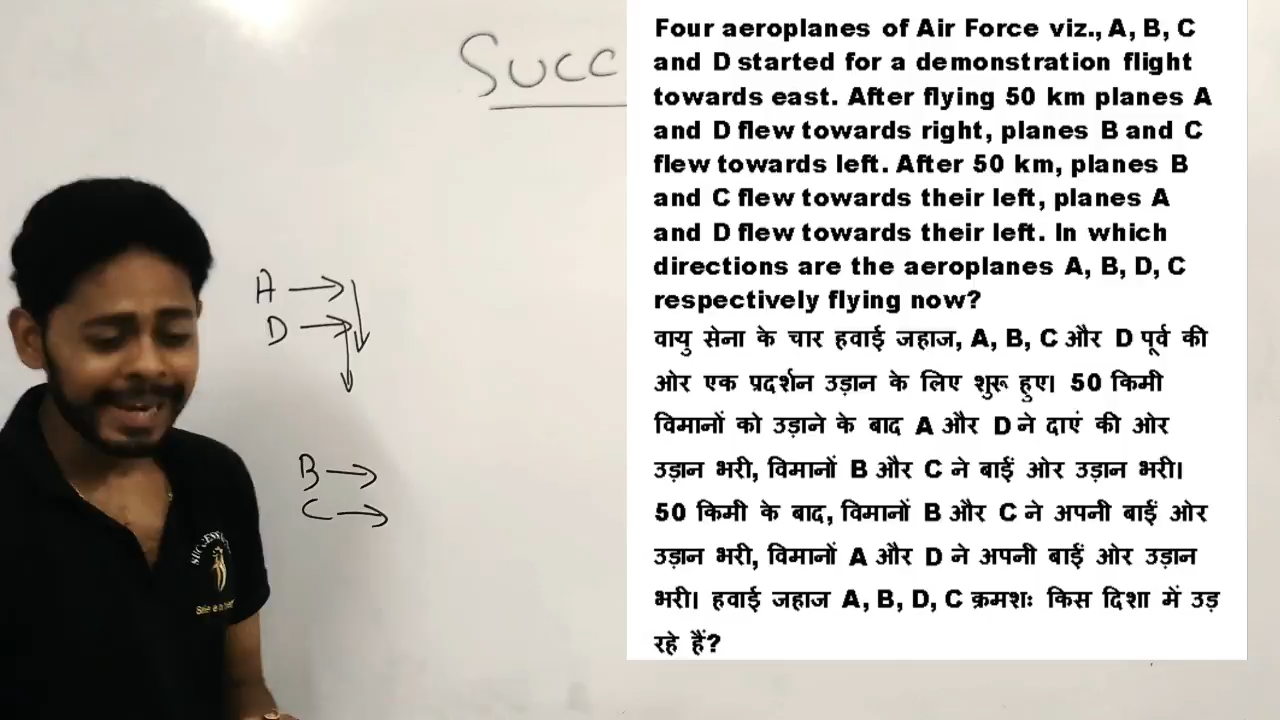 Succ
Four aeroplanes of Air Force viz., A, B, C
and D started for a demonstration flight
towards east. After flying 50 km planes A
and D flew towards right, planes B and C
flew towards left. After 50 km, planes B
and C flew towards their left, planes A
and D flew towards their left. In which
directions are the aeroplanes A, B, D, C
respectively flying now?
वायु सेना के चार हवाई जहाज, A, B, C और D पूर्व की
ओर एक प्रदर्शन उड़ान के लिए शुरू हुए। 50 किमी
विमानों को उड़ाने के बाद A और D ने दाएं की ओर
उड़ान भरी, विमानों B और C ने बाईं ओर उड़ान भरी।
50 किमी के बाद, विमानों B और C ने अपनी बाईं ओर
उड़ान भरी, विमानों A और D ने अपनी बाईं ओर उड़ान
भरी। हवाई जहाज A, B, D, C क्रमशः किस दिशा में उड़
रहे हैं?
A
D
B
C